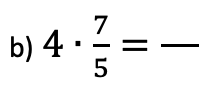 b) 4 · 7/5 = —